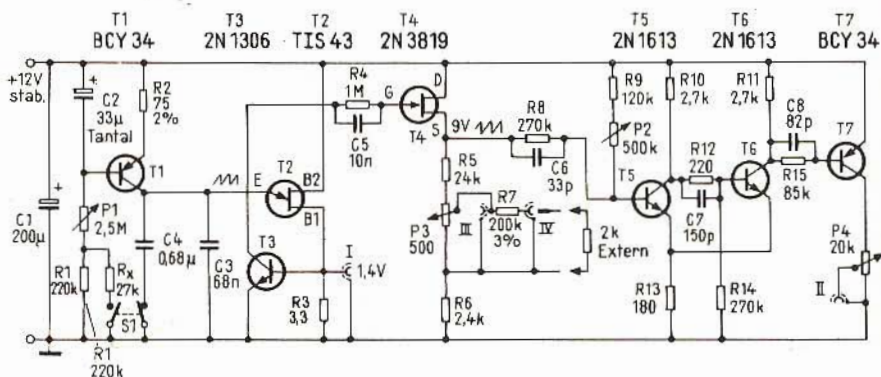 T1
BCY 34
T3
2N 1306
T2
TIS 43
T4
2N 3819
T5
2N 1613
T6
2N 1613
T7
BCY 34
+12V
stab.
C2
33µ
Tantal
R2
75
2%
T1
C1
200µ
P1
2,5M
R1
220k
Rx
27k
S1
R1
220k
C4
0,68µ
C3
68n
E
T2
B2
B1
T3
R3
3,3
I
1,4V
R4
1M
C5
10n
G
D
S
T4
9V
R5
24k
P3
500
III
R7
200k
3%
IV
2k
Extern
R6
2,4k
R8
270k
C6
33p
R9
120k
P2
500k
T5
R10
2,7k
R12
220
C7
150p
R13
180
R14
270k
R11
2,7k
T6
C8
82p
R15
85k
T7
P4
20k
II